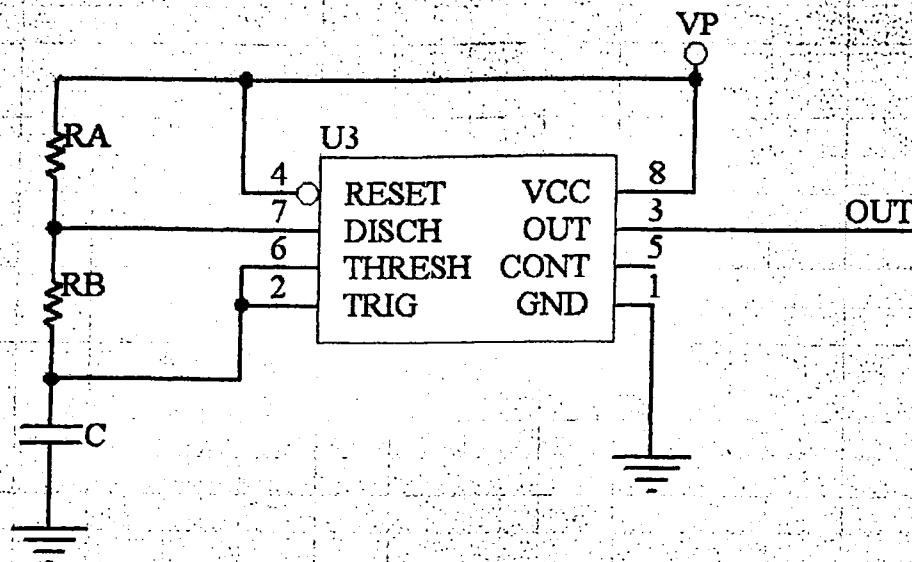 VP
RA
U3
4 RESET VCC 8
7 DISCH OUT 3 OUT
6 THRESH CONT 5
2 TRIG GND 1
RB
C